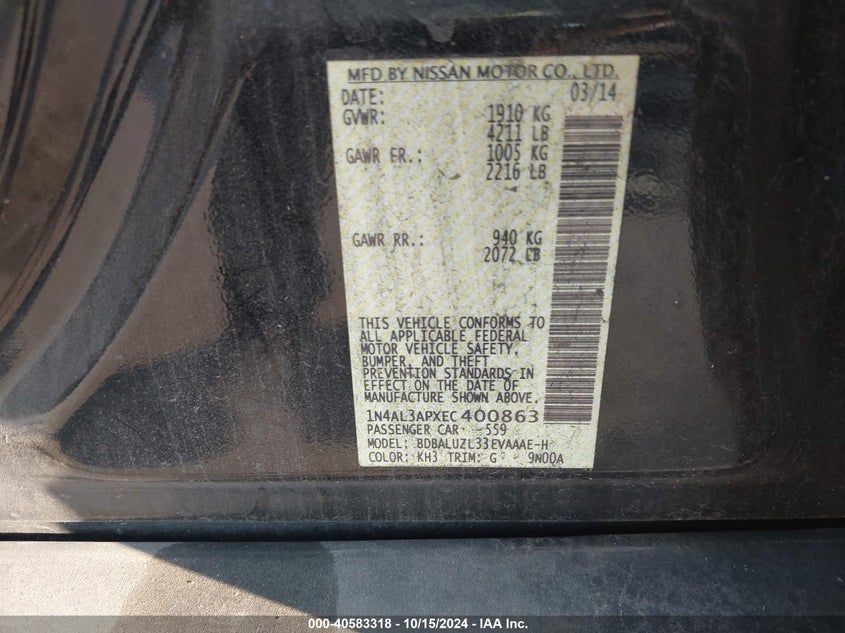 MFD BY NISSAN MOTOR CO., LTD.
DATE: 03/14
GVWR: 1910 KG
4211 LB
GAWR FR.: 1005 KG
2216 LB
GAWR RR.: 940 KG
2072 LB
THIS VEHICLE CONFORMS TO
ALL APPLICABLE FEDERAL
MOTOR VEHICLE SAFETY,
BUMPER, AND THEFT
PREVENTION STANDARDS IN
EFFECT ON THE DATE OF
MANUFACTURE SHOWN ABOVE.
1N4AL3APXEC400863
PASSENGER CAR 559
MODEL: BDBALUZL33EVAAAE-H
COLOR: KH3 TRIM: G 9N00A
000-40583318 - 10/15/2024 - IAA Inc.